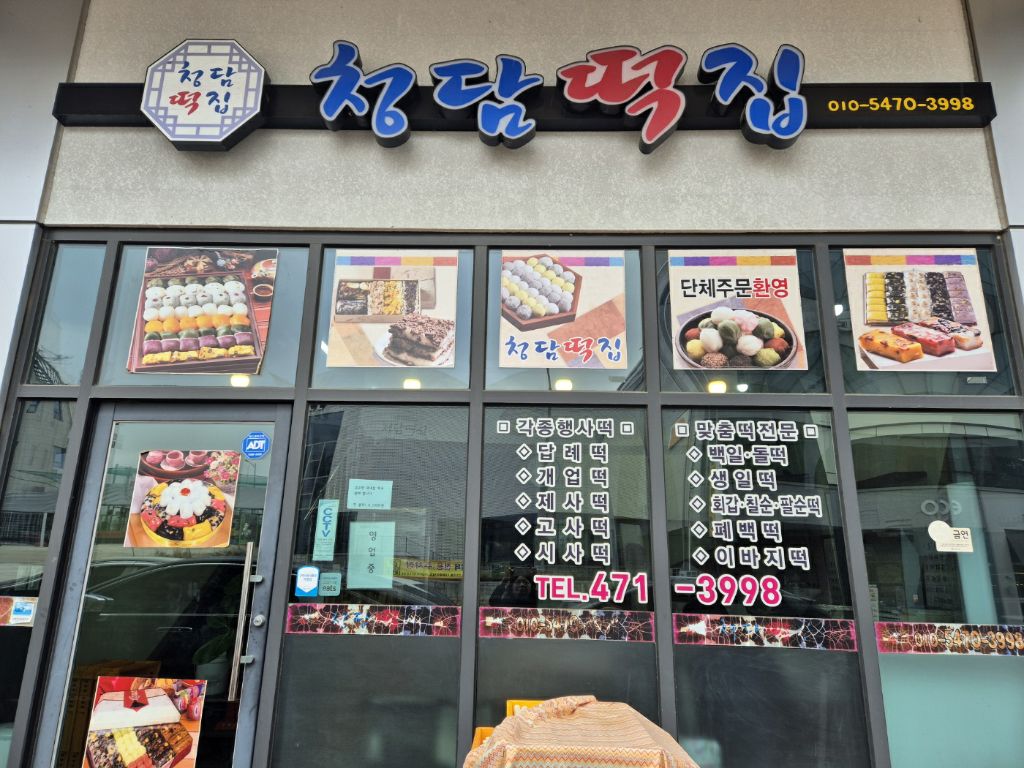 청담
떡집
청담떡집
010-5470-3998
단체주문환영
청담떡집
ADT
□ 각종행사떡 □
◇ 답례떡
◇ 개업떡
◇ 제사떡
◇ 고사떡
◇ 시사떡
□ 맞춤떡전문 □
◇ 백일·돌떡
◇ 생일떡
◇ 회갑·칠순·팔순떡
◇ 폐백떡
◇ 이바지떡
TEL.471-3998
CCTV
영업중
eats
금연
010-5470-3998